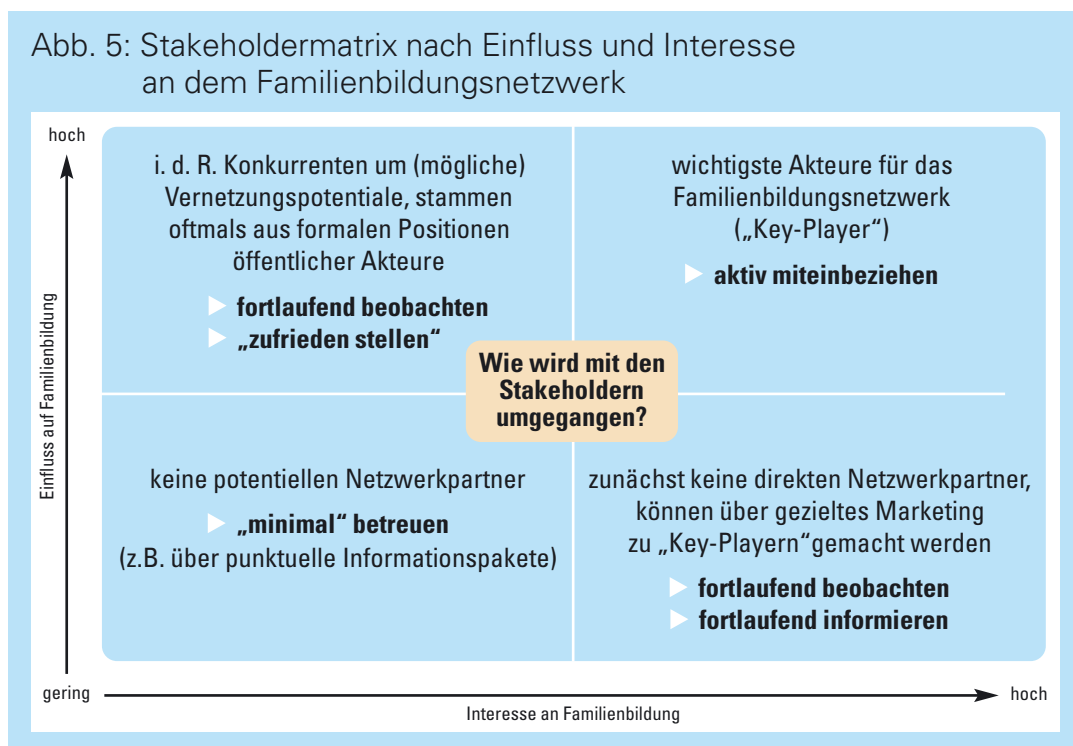 Abb. 5: Stakeholdermatrix nach Einfluss und Interesse
an dem Familienbildungsnetzwerk
hoch
Einfluss auf Familienbildung
i. d. R. Konkurrenten um (mögliche)
Vernetzungspotentiale, stammen
oftmals aus formalen Positionen
öffentlicher Akteure
fortlaufend beobachten
„zufrieden stellen“
wichtigste Akteure für das
Familienbildungsnetzwerk
(„Key-Player“)
aktiv miteinbeziehen
Wie wird mit den
Stakeholdern
umgegangen?
keine potentiellen Netzwerkpartner
„minimal“ betreuen
(z.B. über punktuelle Informationspakete)
zunächst keine direkten Netzwerkpartner,
können über gezieltes Marketing
zu „Key-Playern“gemacht werden
fortlaufend beobachten
fortlaufend informieren
gering
hoch
Interesse an Familienbildung